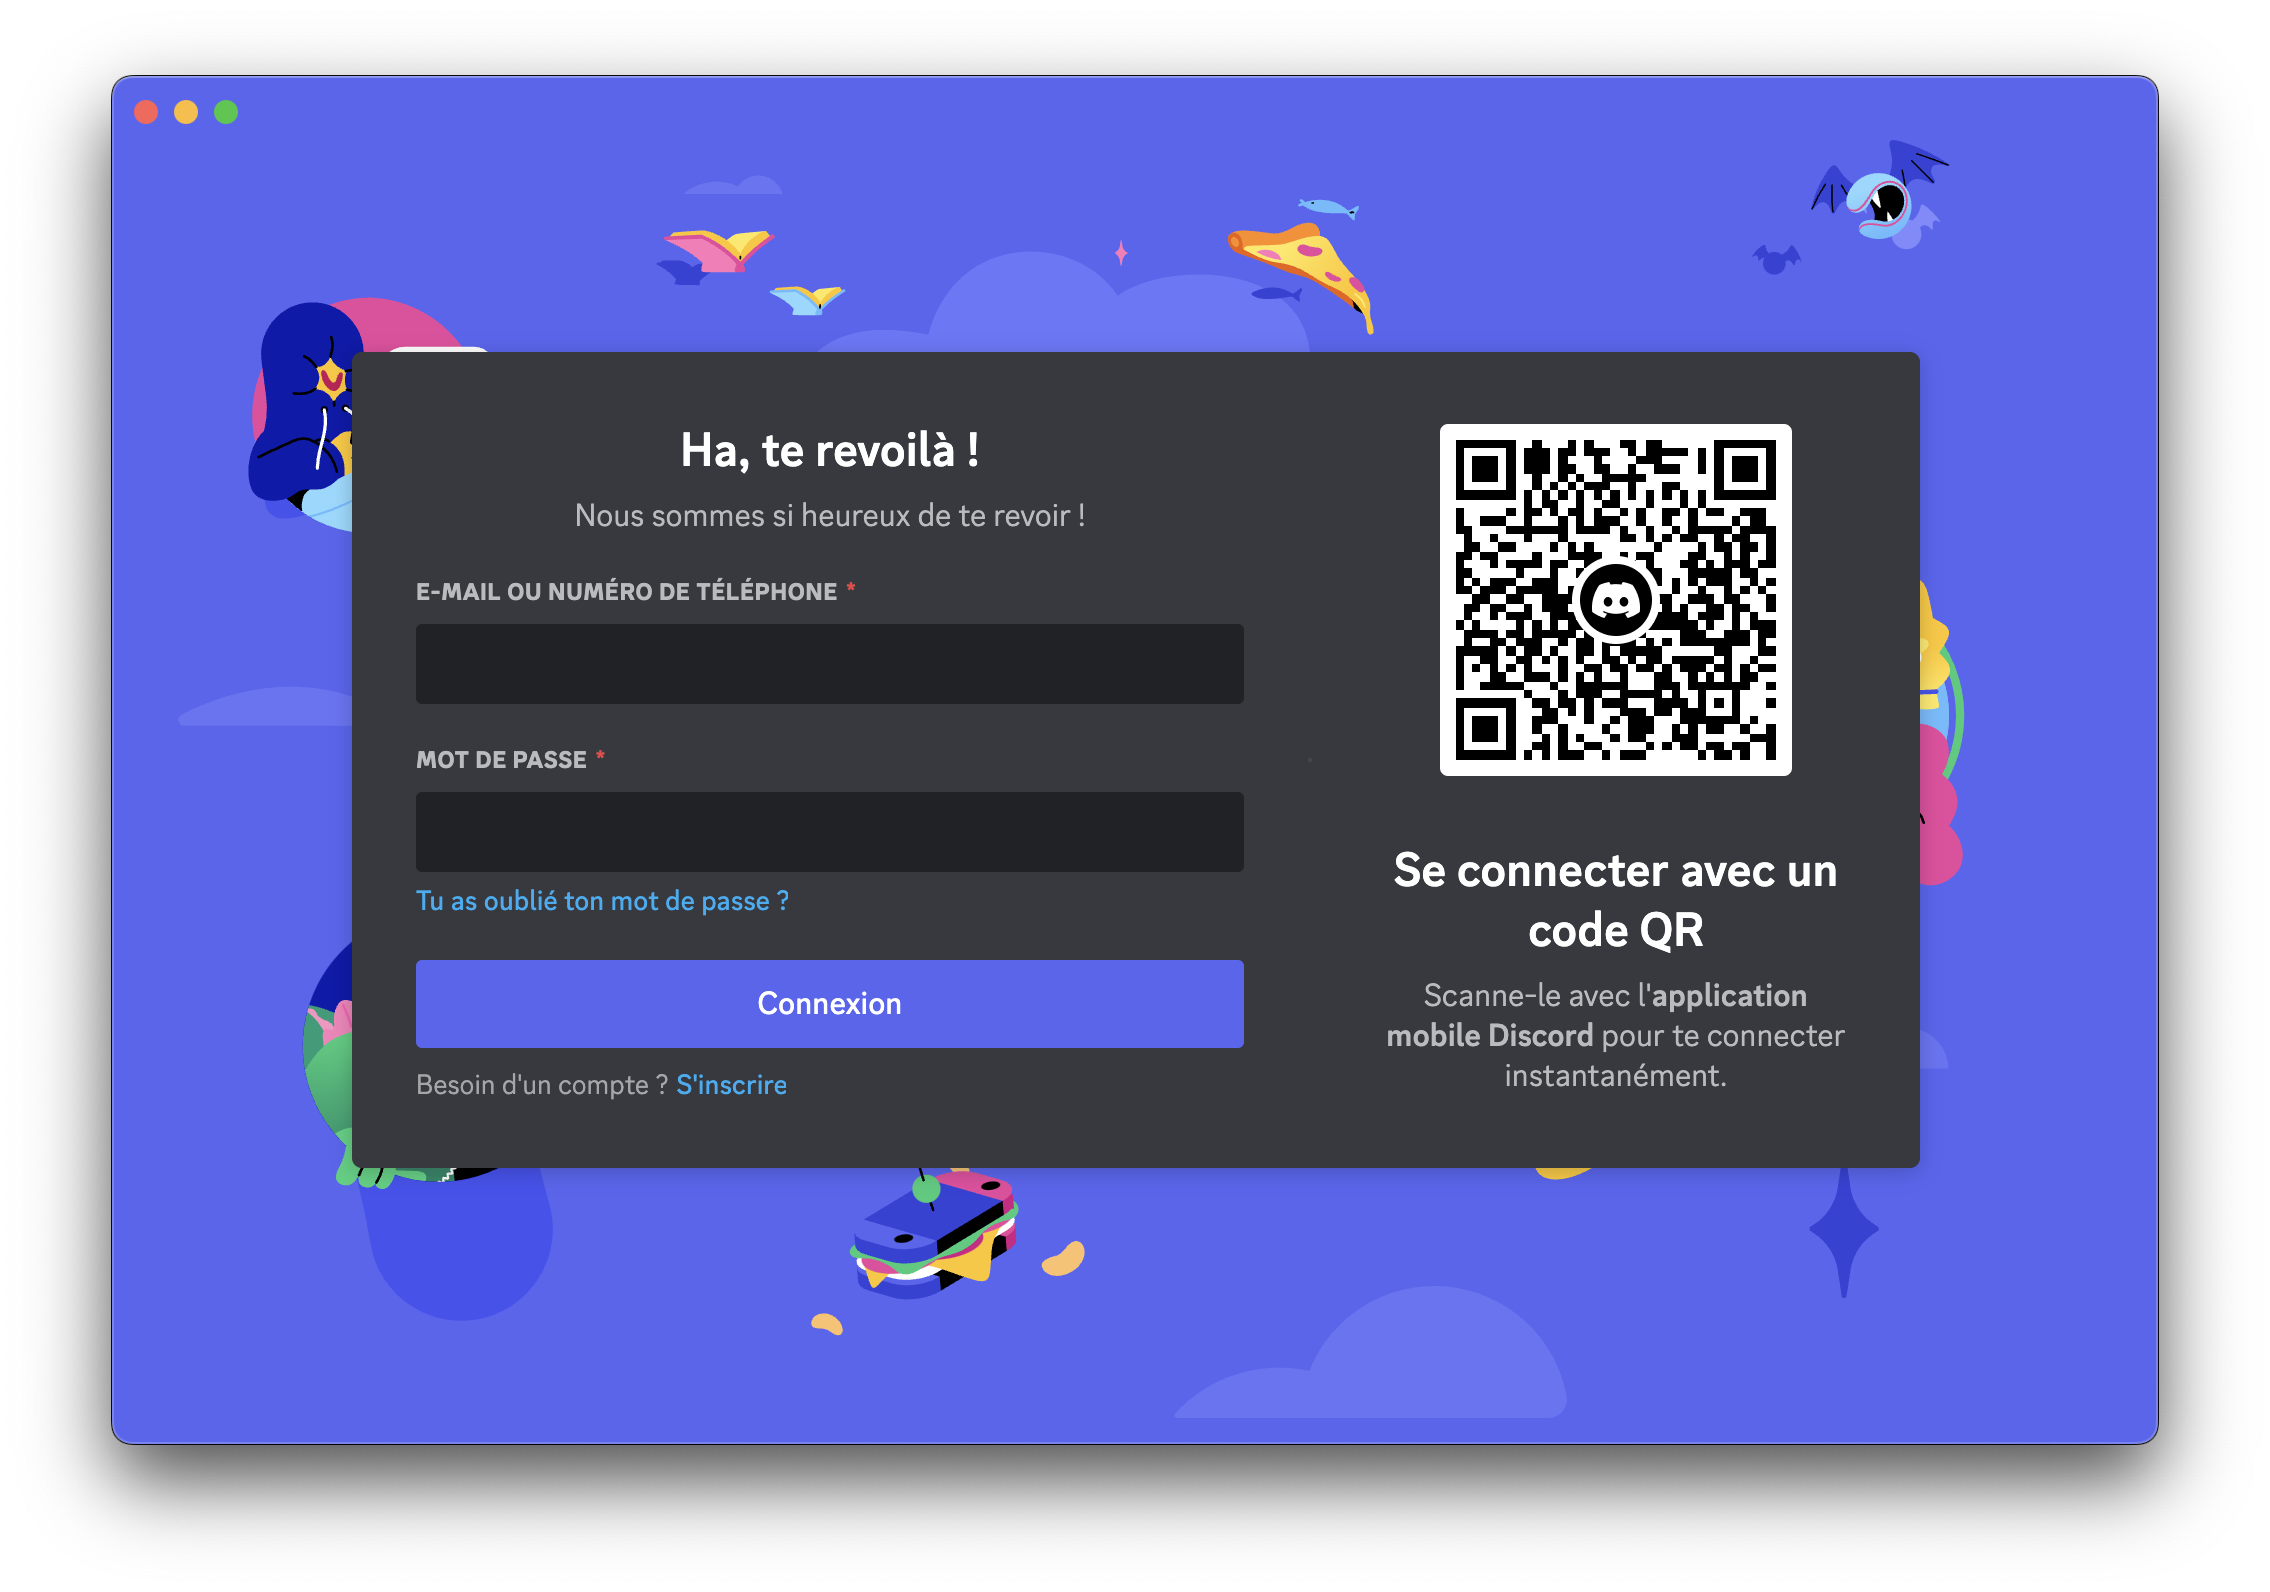 Ha, te revoilà !
Nous sommes si heureux de te revoir !
E-MAIL OU NUMÉRO DE TÉLÉPHONE *
MOT DE PASSE *
Tu as oublié ton mot de passe ?
Connexion
Besoin d'un compte ? S'inscrire
Se connecter avec un
code QR
Scanne-le avec l'application
mobile Discord pour te connecter
instantanément.